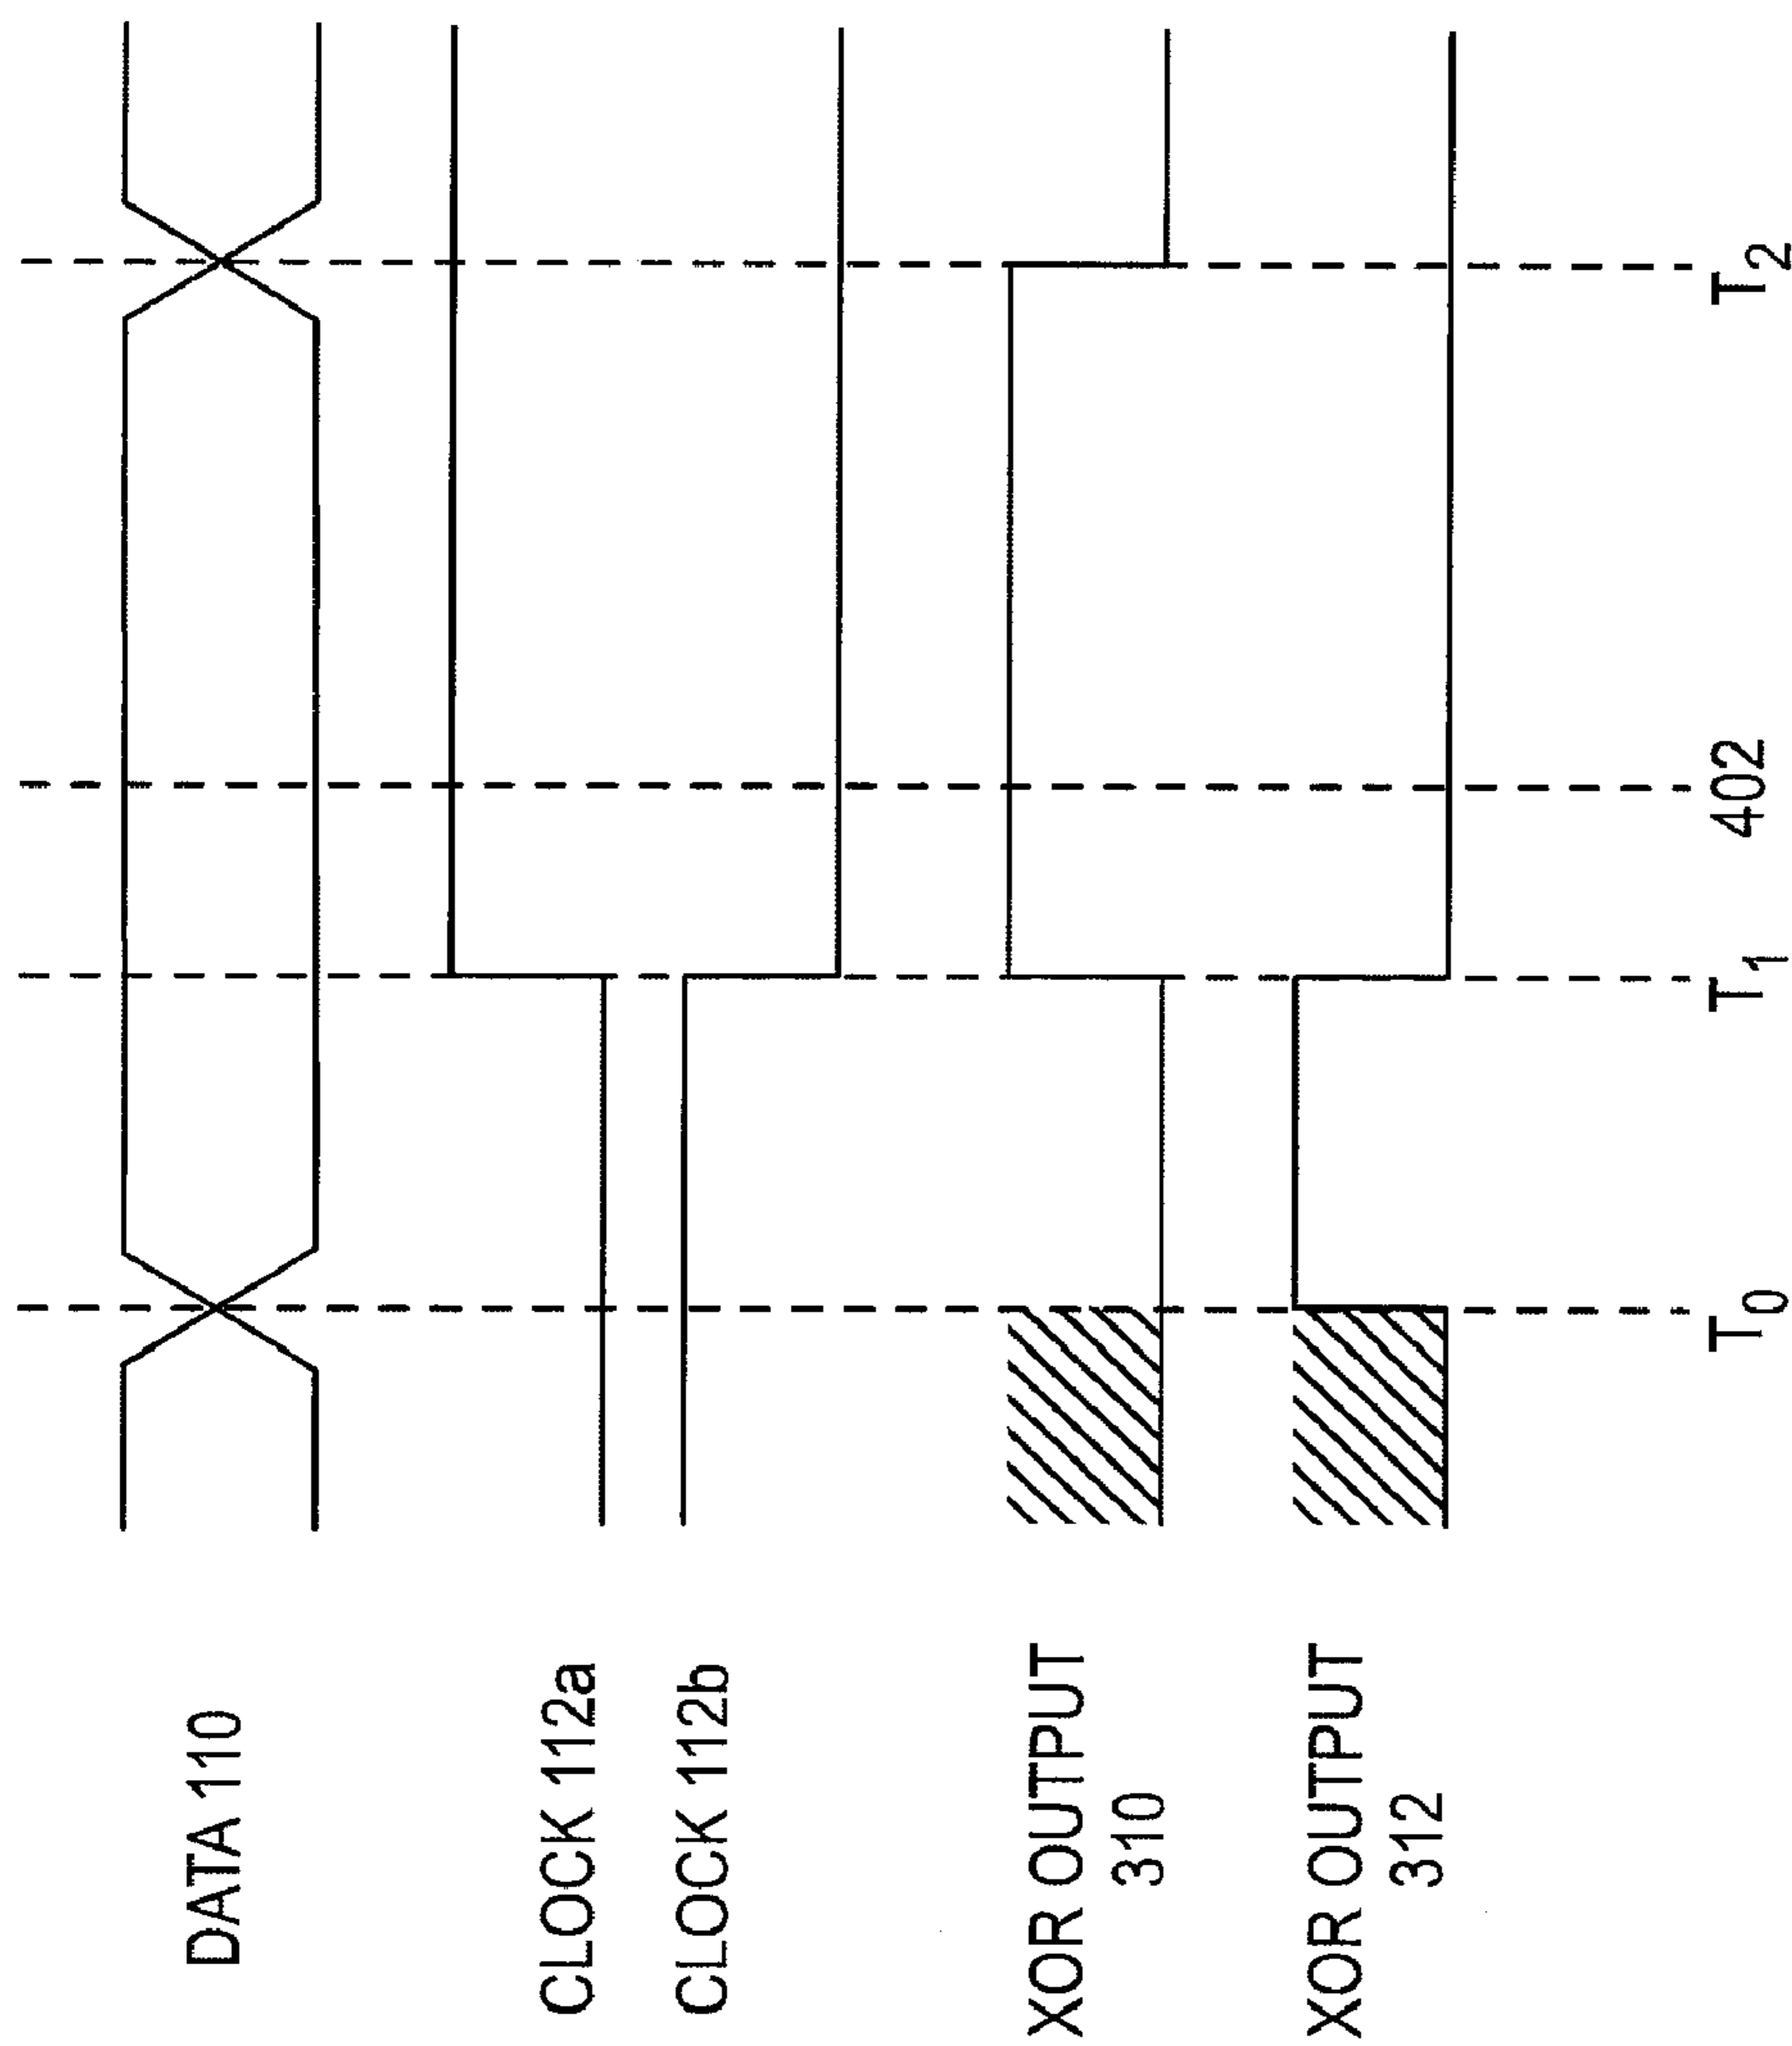 DATA 110
CLOCK 112a
CLOCK 112b
XOR OUTPUT
310
XOR OUTPUT
312
T0 T1 402 T2